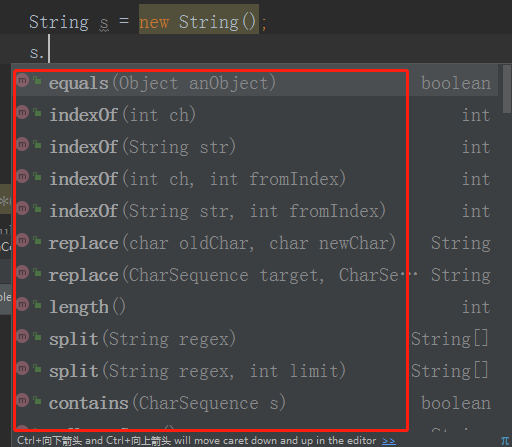 String s = new String();
s.
equals(Object anObject) boolean
indexOf(int ch) int
indexOf(String str) int
indexOf(int ch, int fromIndex) int
indexOf(String str, int fromIndex) int
replace(char oldChar, char newChar) String
replace(CharSequence target, CharSe… String
length() int
split(String regex) String[]
split(String regex, int limit) String[]
contains(CharSequence s) boolean
Ctrl+向下箭头 and Ctrl+向上箭头 will move caret down and up in the editor >> π